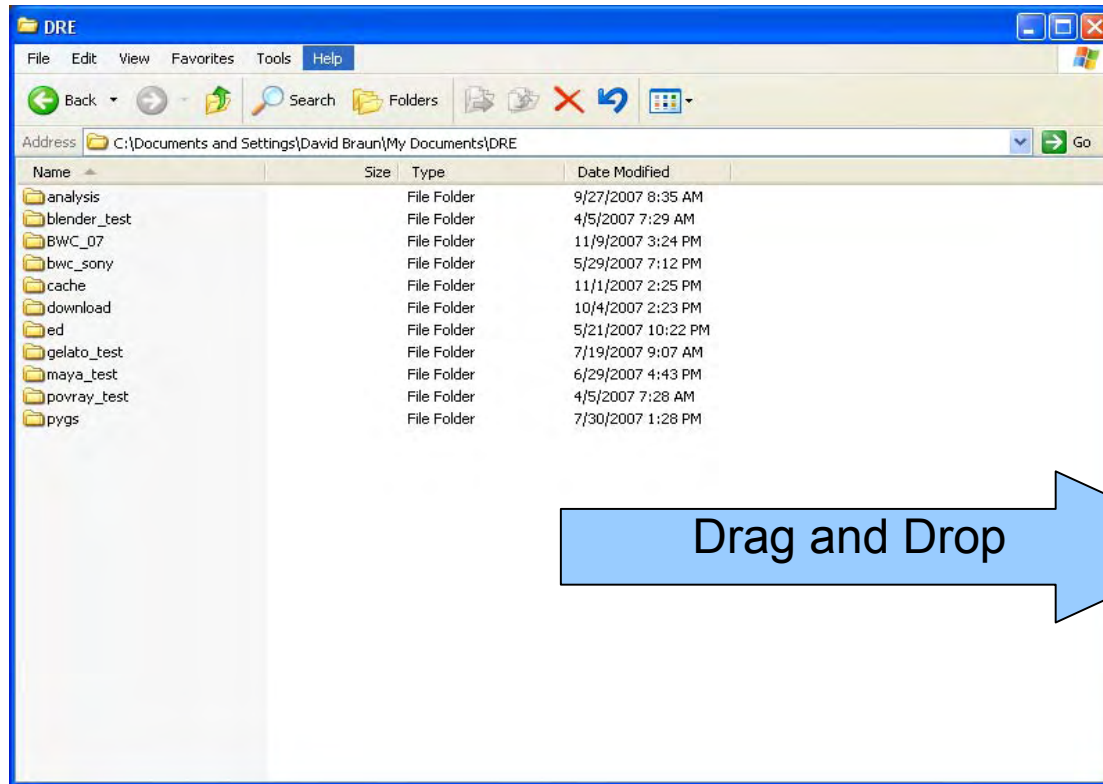 DRE
File Edit View Favorites Tools Help
Back Search Folders
Address C:\Documents and Settings\David Braun\My Documents\DRE Go
Name Size Type Date Modified
analysis File Folder 9/27/2007 8:35 AM
blender_test File Folder 4/5/2007 7:29 AM
BWC_07 File Folder 11/9/2007 3:24 PM
bwc_sony File Folder 5/29/2007 7:12 PM
cache File Folder 11/1/2007 2:25 PM
download File Folder 10/4/2007 2:23 PM
ed File Folder 5/21/2007 10:22 PM
gelato_test File Folder 7/19/2007 9:07 AM
maya_test File Folder 6/29/2007 4:43 PM
povray_test File Folder 4/5/2007 7:28 AM
pygs File Folder 7/30/2007 1:28 PM
Drag and Drop